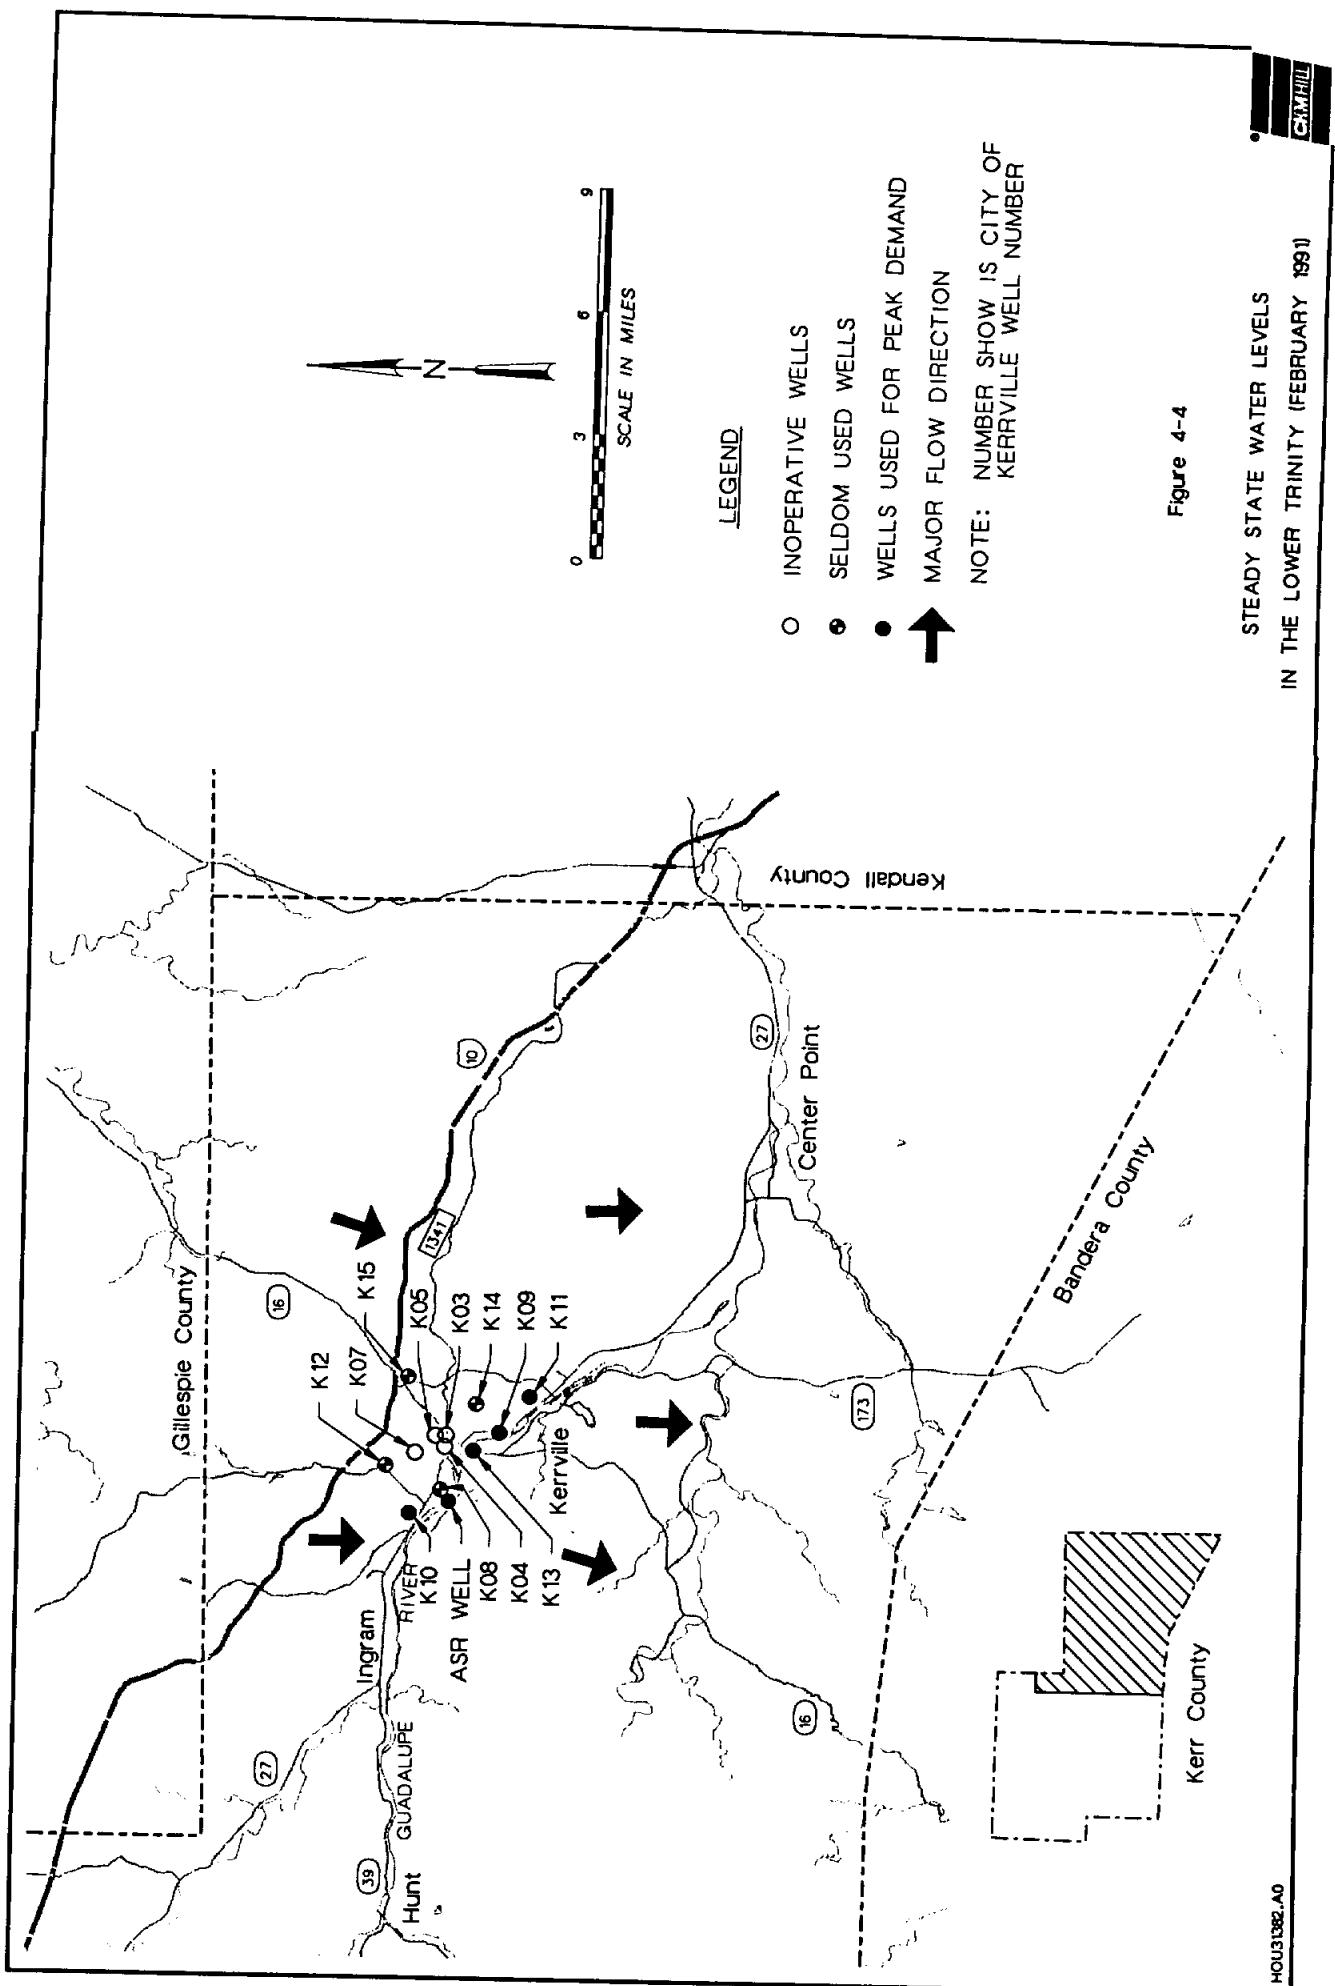 Gillespie County
Kendall County
Bandera County
Kerr County
Center Point
Kerrville
Ingram
Hunt
GUADALUPE
RIVER
K12
K07
K15
K05
K03
K14
K09
K11
K10
ASR WELL
K08
K04
K13
16
10
1341
27
27
39
173
16
N
0 3 6 9
SCALE IN MILES
LEGEND
INOPERATIVE WELLS
SELDOM USED WELLS
WELLS USED FOR PEAK DEMAND
MAJOR FLOW DIRECTION
NOTE: NUMBER SHOW IS CITY OF
KERRVILLE WELL NUMBER
Figure 4-4
STEADY STATE WATER LEVELS
IN THE LOWER TRINITY (FEBRUARY 1991)
HOU31382.A0
CKM HILL